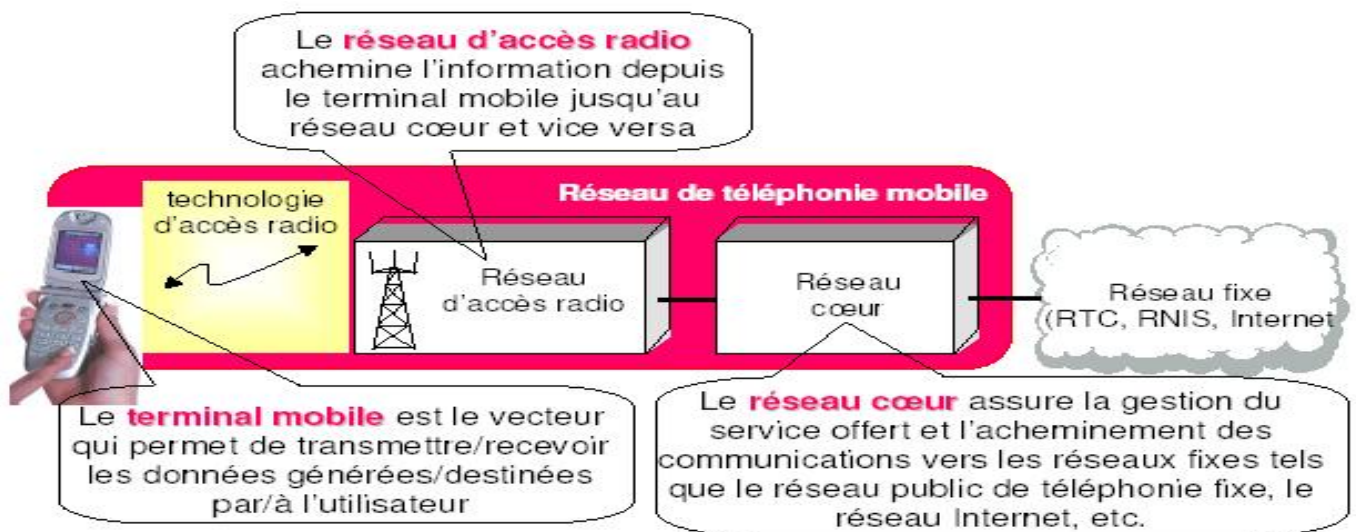 Le réseau d'accès radio
achemine l'information depuis
le terminal mobile jusqu'au
réseau cœur et vice versa
Réseau de téléphonie mobile
technologie
d'accès radio
Réseau
d'accès radio
Réseau
cœur
Réseau fixe
(RTC, RNIS, Internet
Le terminal mobile est le vecteur
qui permet de transmettre/recevoir
les données générées/destinées
par/à l'utilisateur
Le réseau cœur assure la gestion du
service offert et l'acheminement des
communications vers les réseaux fixes tels
que le réseau public de téléphonie fixe, le
réseau Internet, etc.